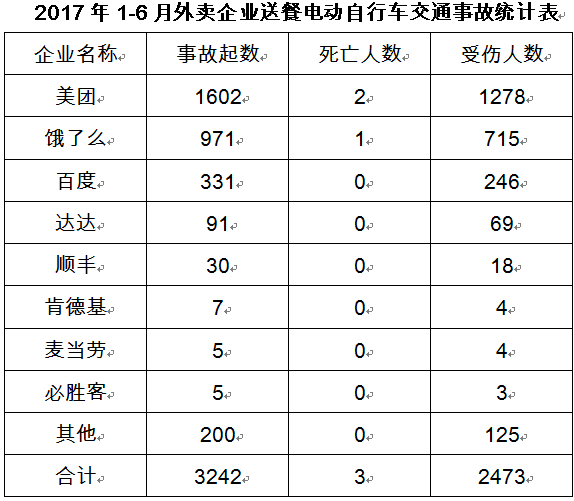 2017年1-6月外卖企业送餐电动自行车交通事故统计表
企业名称 事故起数 死亡人数 受伤人数
美团 1602 2 1278
饿了么 971 1 715
百度 331 0 246
达达 91 0 69
顺丰 30 0 18
肯德基 7 0 4
麦当劳 5 0 4
必胜客 5 0 3
其他 200 0 125
合计 3242 3 2473